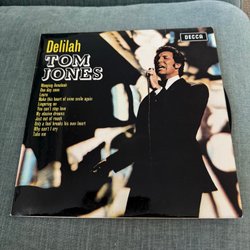 Delilah
DECCA
TOM
JONES
Weeping Annaleah
One day soon
Laura
Make this heart of mine smile again
Lingering on
You can't stop love
My elusive dreams
Just out of reach
Only a fool breaks his own heart
Why can't I cry
Take me